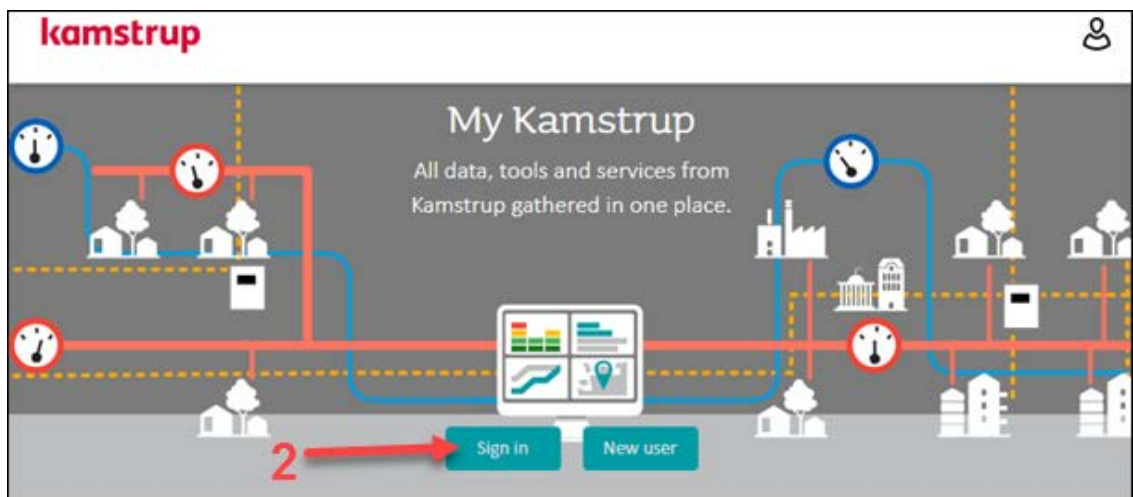 kamstrup
My Kamstrup
All data, tools and services from
Kamstrup gathered in one place.
2
Sign in
New user